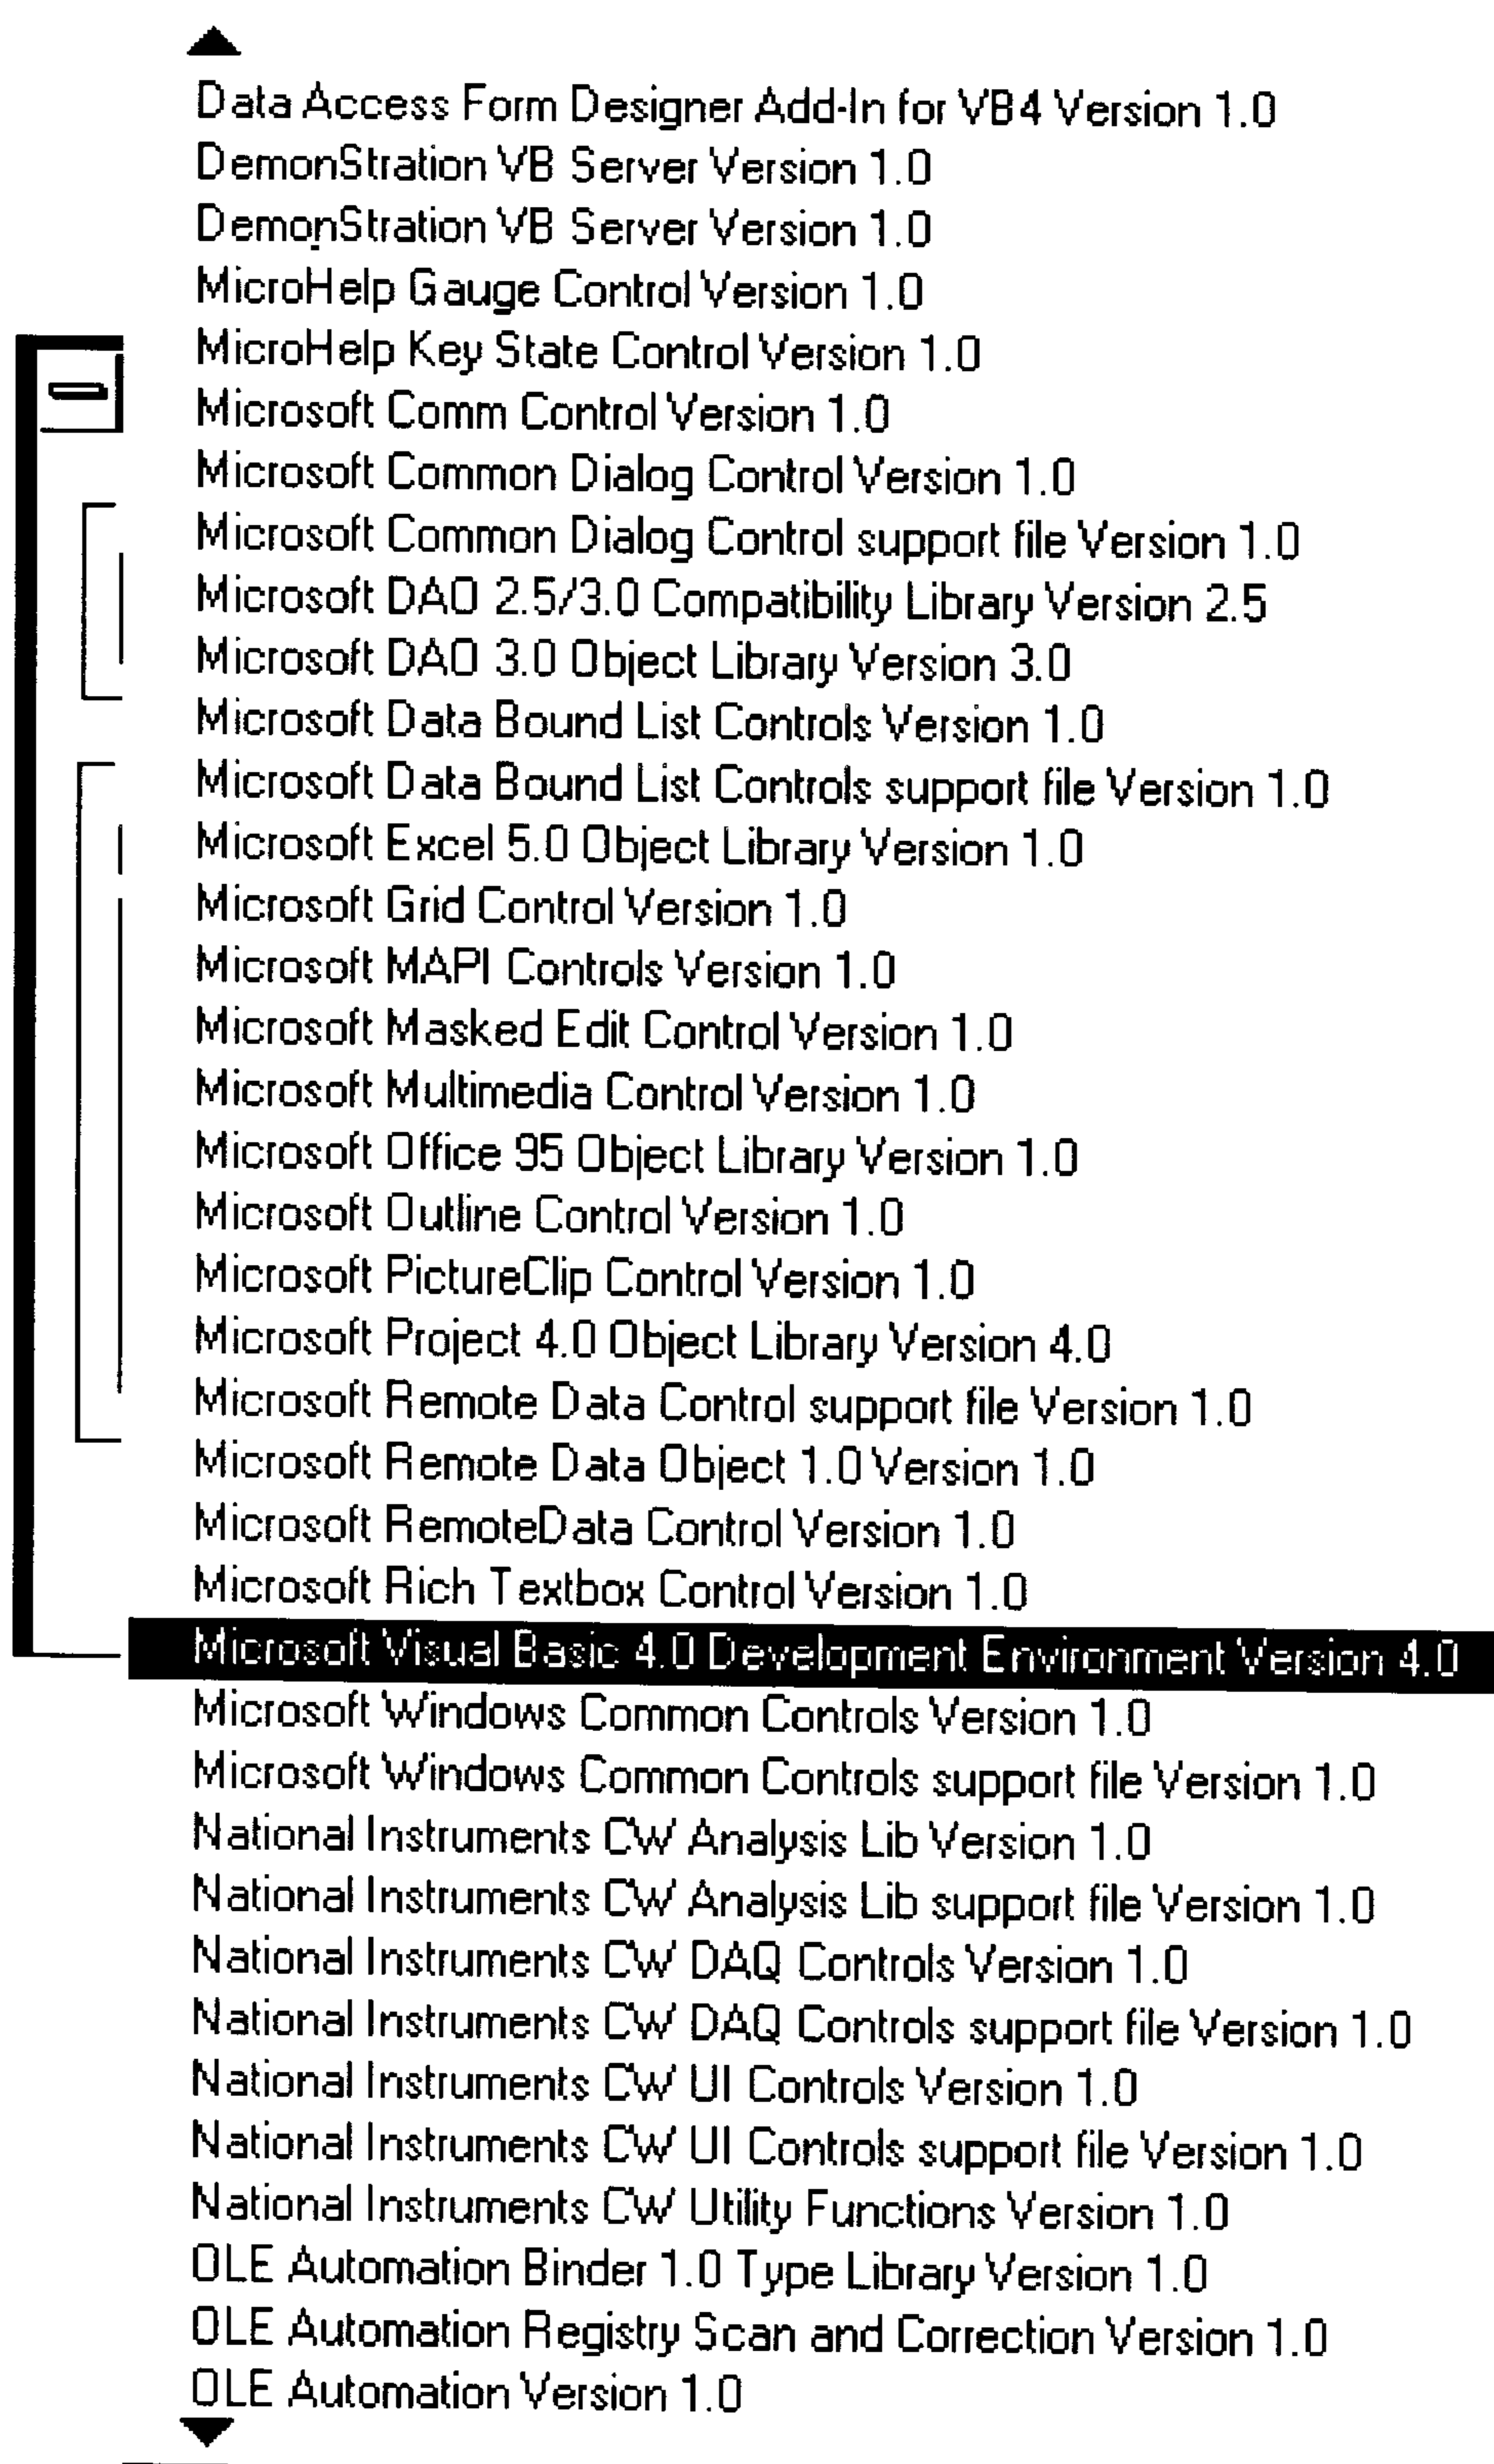 Data Access Form Designer Add-In for VB4 Version 1.0
DemonStration VB Server Version 1.0
DemonStration VB Server Version 1.0
MicroHelp Gauge Control Version 1.0
MicroHelp Key State Control Version 1.0
Microsoft Comm Control Version 1.0
Microsoft Common Dialog Control Version 1.0
Microsoft Common Dialog Control support file Version 1.0
Microsoft DAO 2.5/3.0 Compatibility Library Version 2.5
Microsoft DAO 3.0 Object Library Version 3.0
Microsoft Data Bound List Controls Version 1.0
Microsoft Data Bound List Controls support file Version 1.0
Microsoft Excel 5.0 Object Library Version 1.0
Microsoft Grid Control Version 1.0
Microsoft MAPI Controls Version 1.0
Microsoft Masked Edit Control Version 1.0
Microsoft Multimedia Control Version 1.0
Microsoft Office 95 Object Library Version 1.0
Microsoft Outline Control Version 1.0
Microsoft PictureClip Control Version 1.0
Microsoft Project 4.0 Object Library Version 4.0
Microsoft Remote Data Control support file Version 1.0
Microsoft Remote Data Object 1.0 Version 1.0
Microsoft RemoteData Control Version 1.0
Microsoft Rich Textbox Control Version 1.0
Microsoft Visual Basic 4.0 Development Environment Version 4.0
Microsoft Windows Common Controls Version 1.0
Microsoft Windows Common Controls support file Version 1.0
National Instruments CW Analysis Lib Version 1.0
National Instruments CW Analysis Lib support file Version 1.0
National Instruments CW DAQ Controls Version 1.0
National Instruments CW DAQ Controls support file Version 1.0
National Instruments CW UI Controls Version 1.0
National Instruments CW UI Controls support file Version 1.0
National Instruments CW Utility Functions Version 1.0
OLE Automation Binder 1.0 Type Library Version 1.0
OLE Automation Registry Scan and Correction Version 1.0
OLE Automation Version 1.0